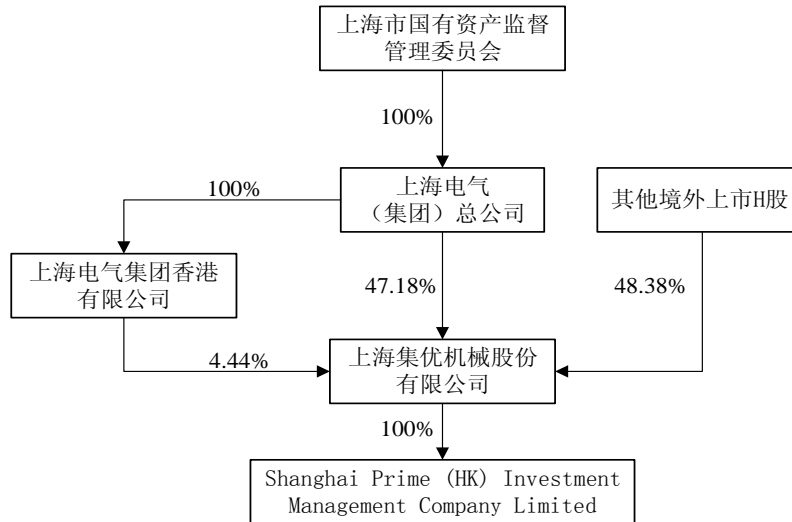 上海市国有资产监督
管理委员会
100%
100%
上海电气
（集团）总公司
其他境外上市H股
上海电气集团香港
有限公司
47.18%
48.38%
4.44%
上海集优机械股份
有限公司
100%
Shanghai Prime (HK) Investment
Management Company Limited